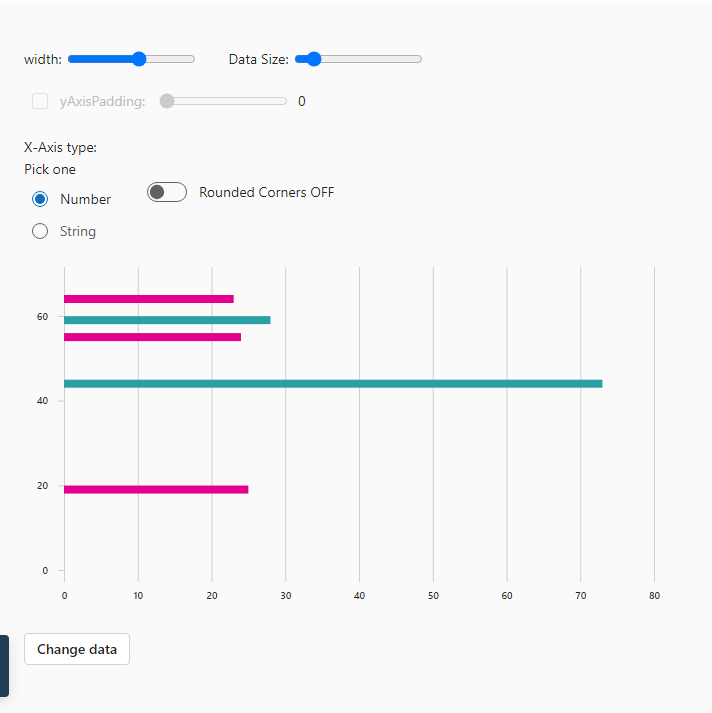 width: Data Size:
yAxisPadding: 0
X-Axis type:
Pick one
Number Rounded Corners OFF
String
60
40
20
0
0 10 20 30 40 50 60 70 80
Change data